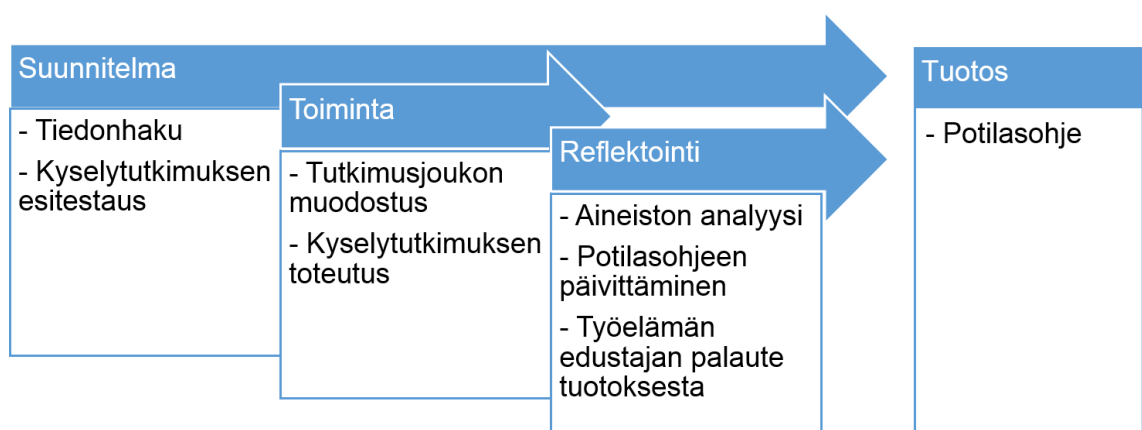 Suunnitelma
- Tiedonhaku
- Kyselytutkimuksen
esitestaus
Toiminta
- Tutkimusjoukon
muodostus
- Kyselytutkimuksen
toteutus
Reflektointi
- Aineiston analyysi
- Potilasohjeen
päivittäminen
- Työelämän
edustajan palaute
tuotoksesta
Tuotos
- Potilasohje